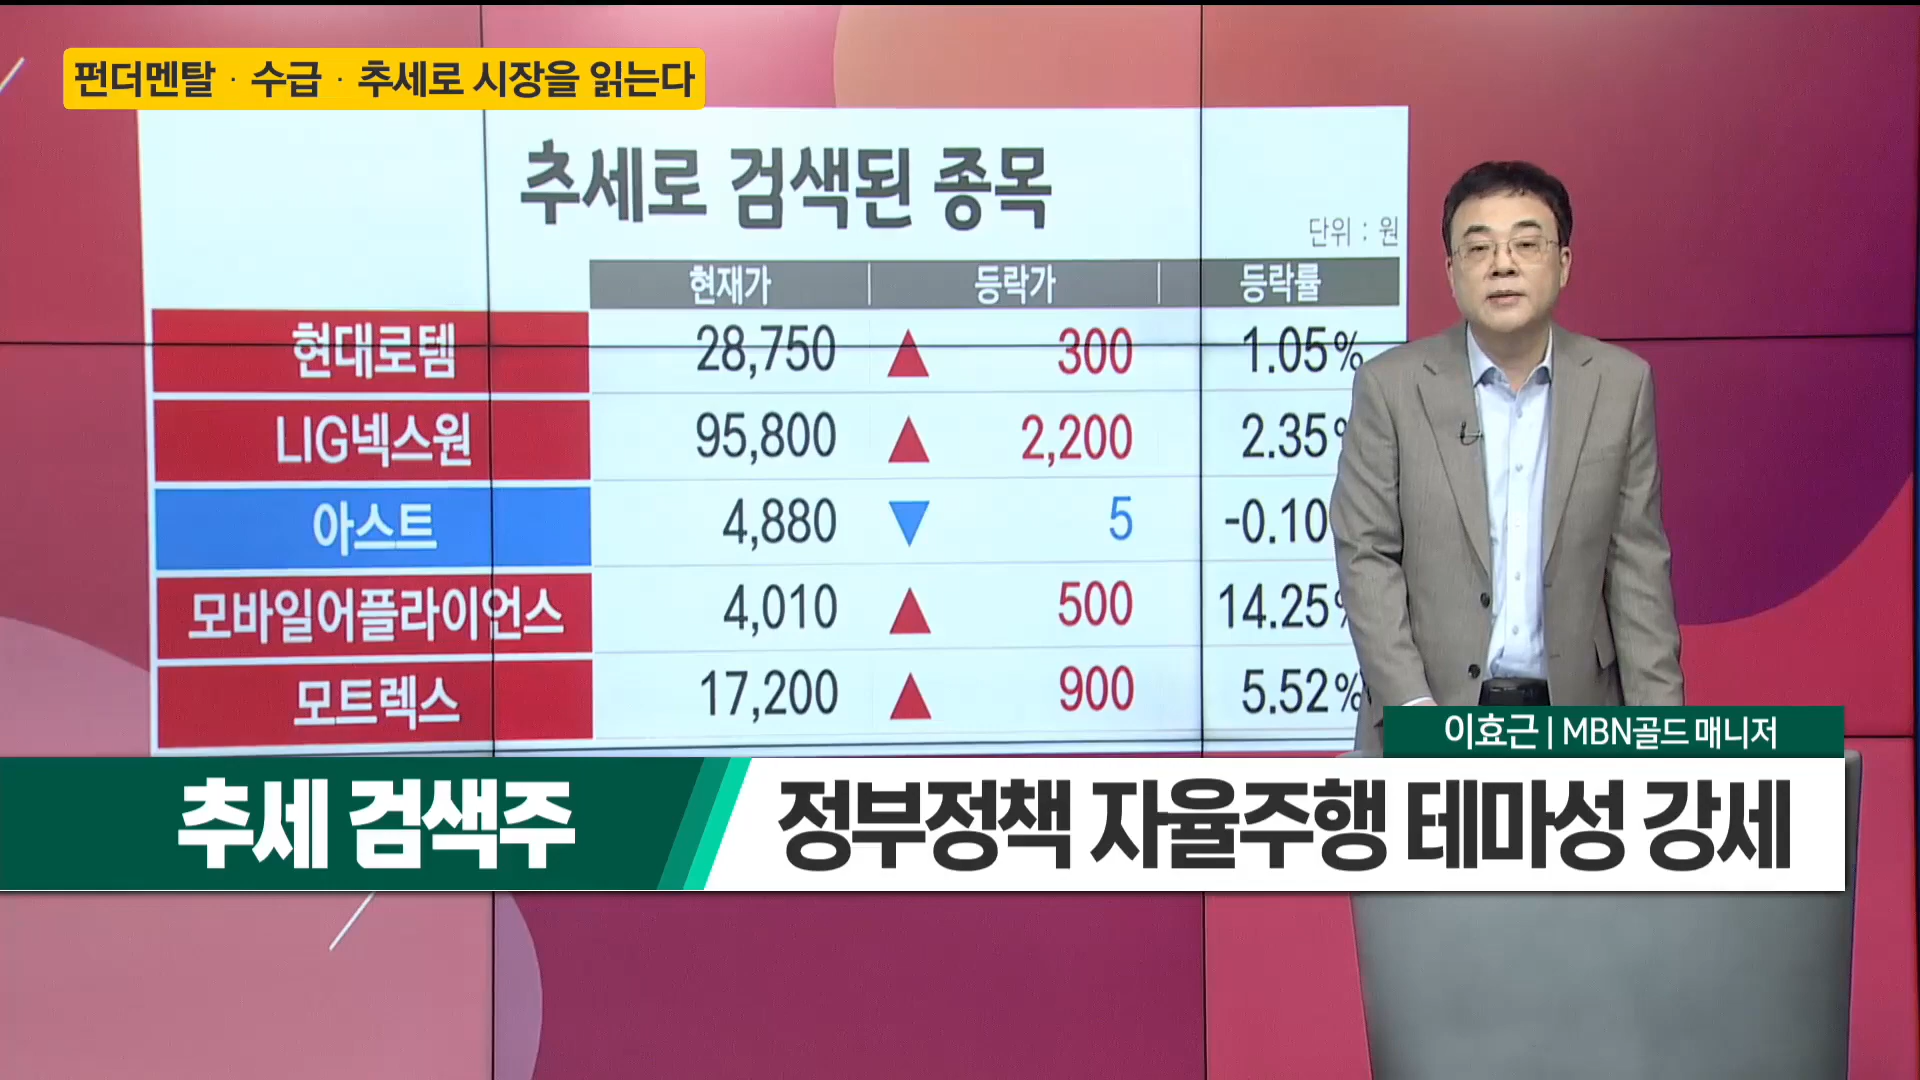 펀더멘탈 · 수급 · 추세로 시장을 읽는다
추세로 검색된 종목
단위 : 원
현재가 등락가 등락률
현대로템 28,750 ▲ 300 1.05%
LIG넥스원 95,800 ▲ 2,200 2.35%
아스트 4,880 ▼ 5 -0.10
모바일어플라이언스 4,010 ▲ 500 14.25%
모트렉스 17,200 ▲ 900 5.52%
이효근 | MBN골드 매니저
추세 검색주 정부정책 자율주행 테마성 강세